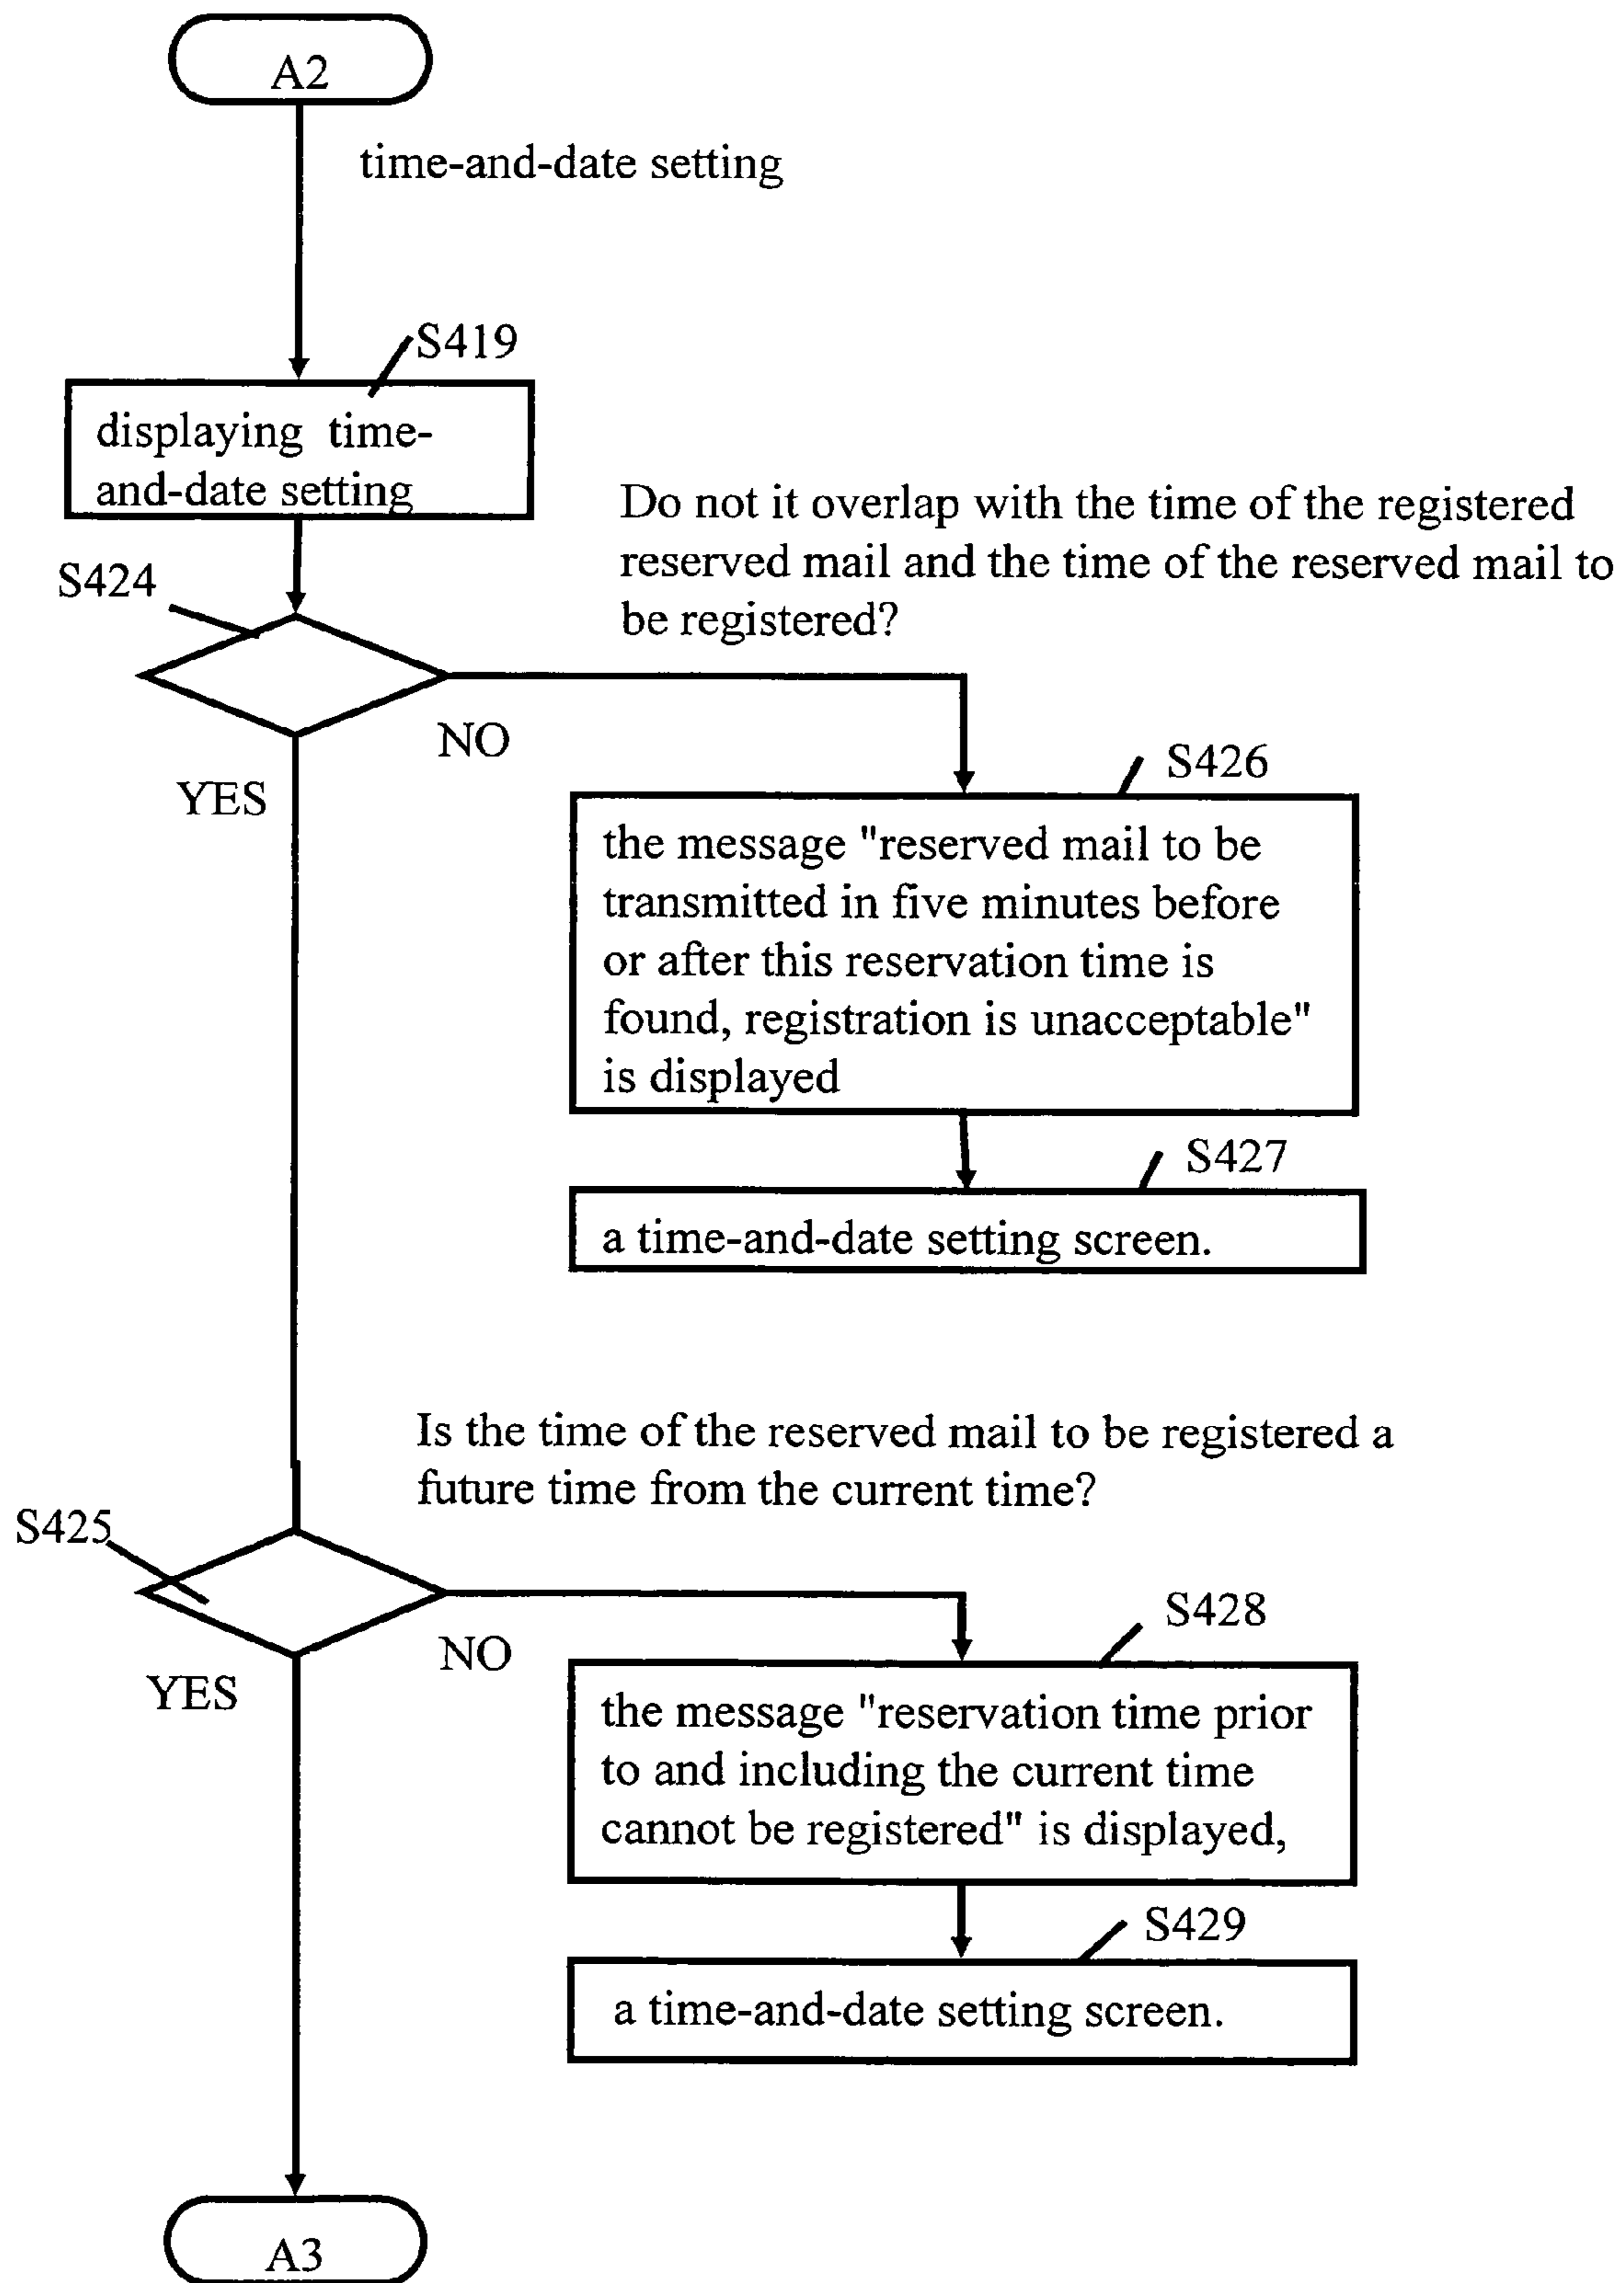 A2
time-and-date setting
S419
displaying time-
and-date setting
Do not it overlap with the time of the registered
reserved mail and the time of the reserved mail to
be registered?
S424
NO
YES
S426
the message "reserved mail to be
transmitted in five minutes before
or after this reservation time is
found, registration is unacceptable"
is displayed
S427
a time-and-date setting screen.
Is the time of the reserved mail to be registered a
future time from the current time?
S425
NO
YES
S428
the message "reservation time prior
to and including the current time
cannot be registered" is displayed,
S429
a time-and-date setting screen.
A3